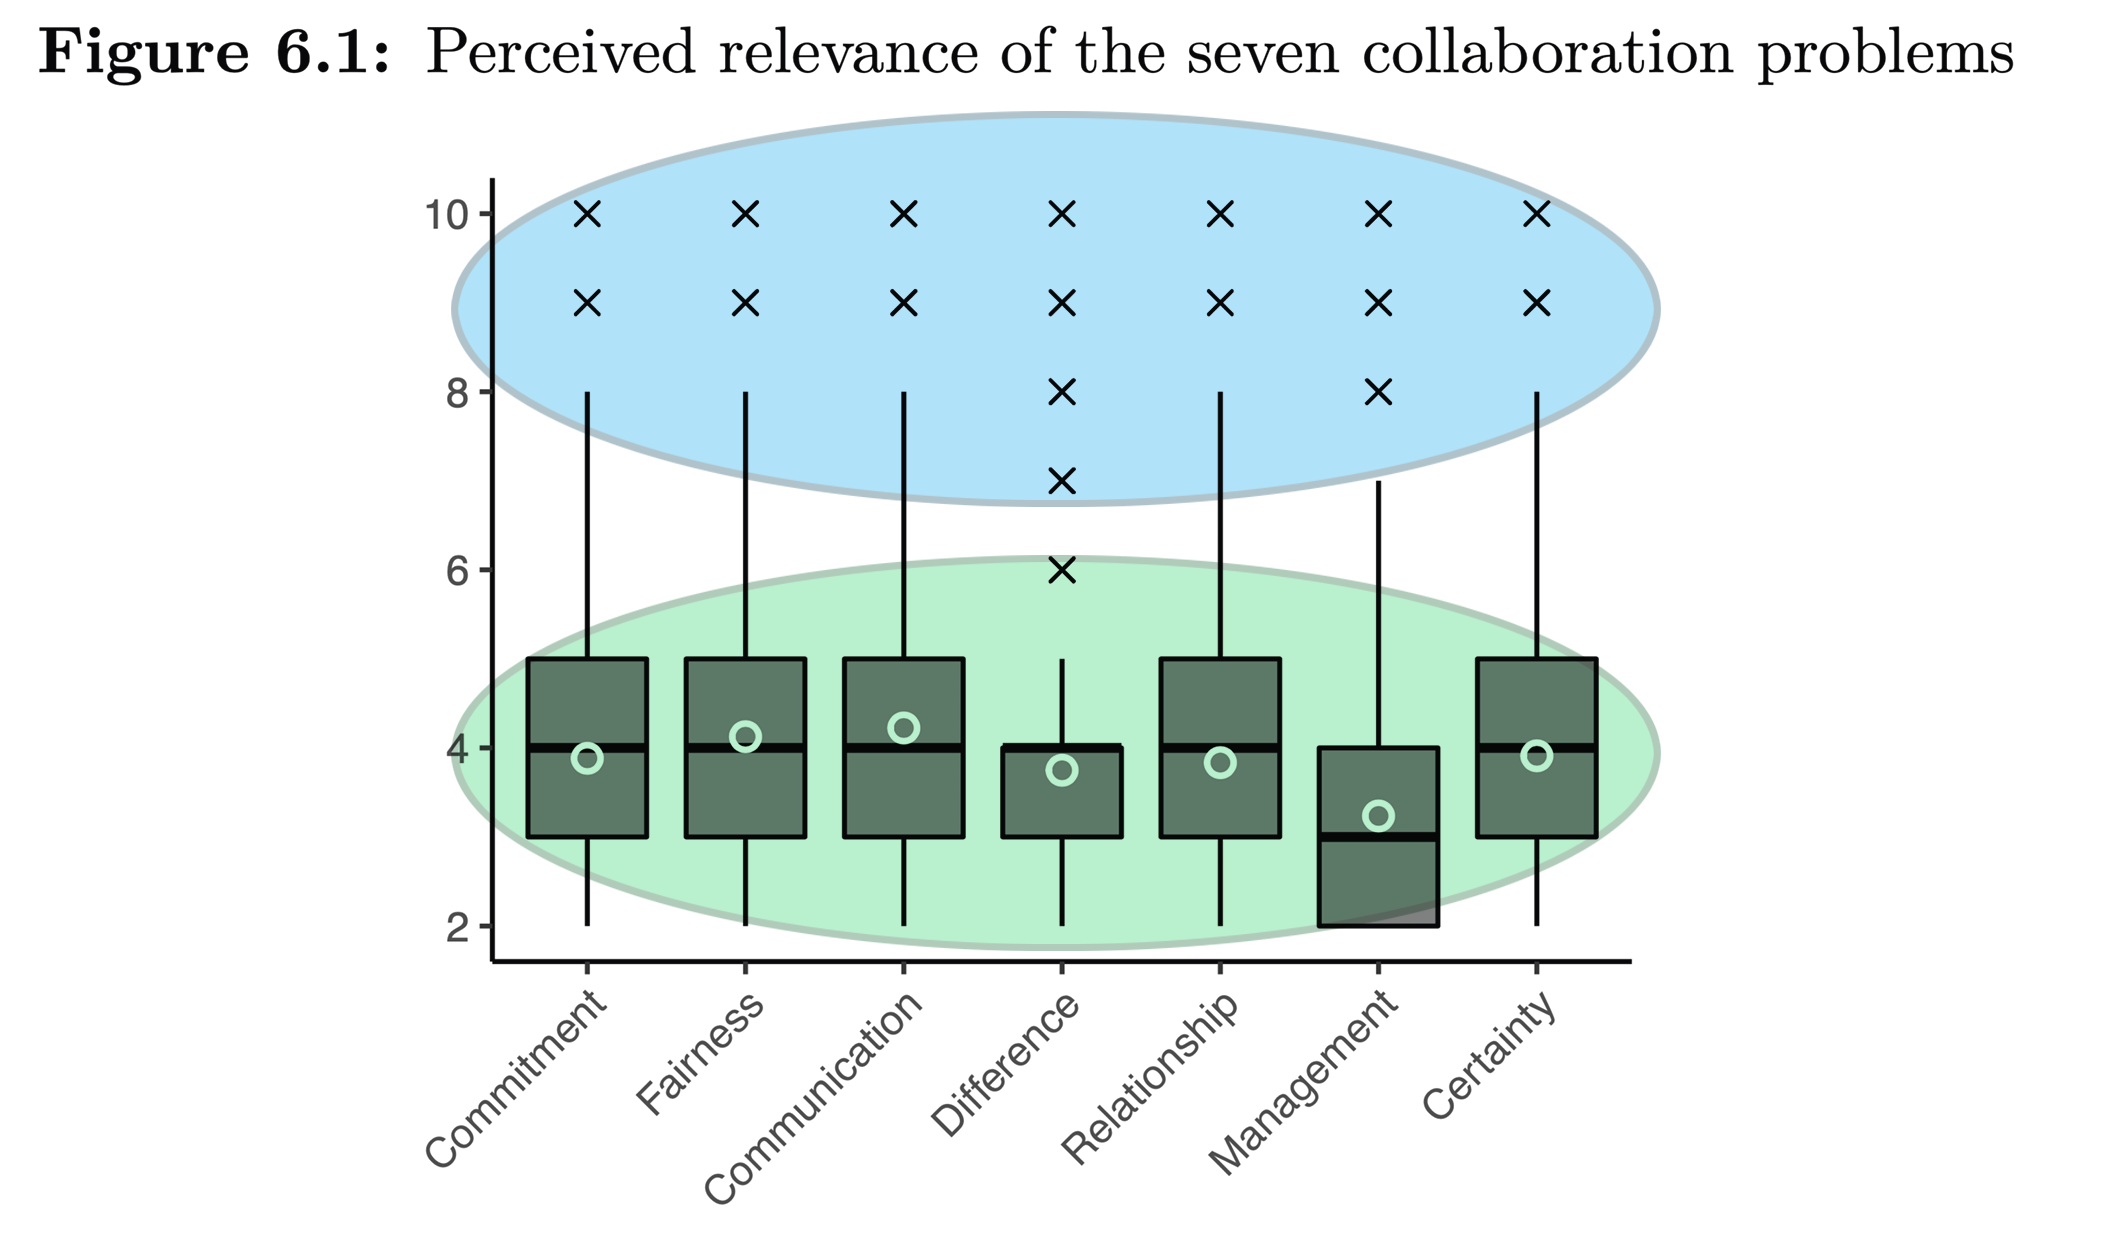 Figure 6.1: Perceived relevance of the seven collaboration problems
10
8
6
4
2
Commitment
Fairness
Communication
Difference
Relationship
Management
Certainty